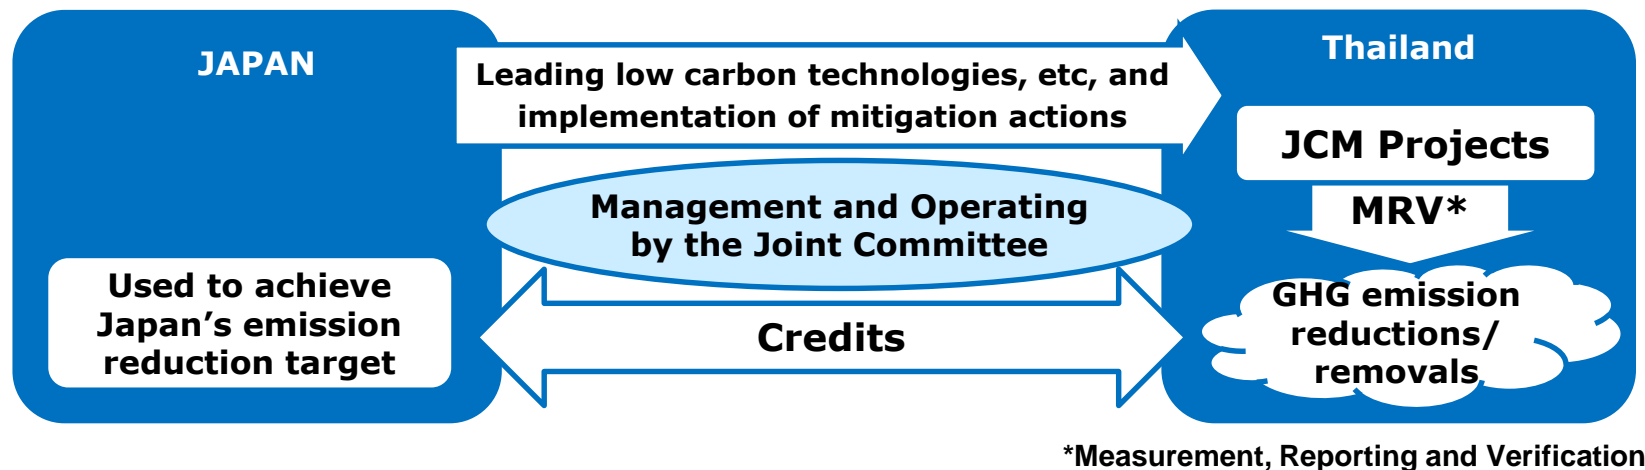 JAPAN
Leading low carbon technologies, etc, and
implementation of mitigation actions
Thailand
JCM Projects
MRV*
Management and Operating
by the Joint Committee
Used to achieve
Japan’s emission
reduction target
Credits
GHG emission
reductions/
removals
*Measurement, Reporting and Verification